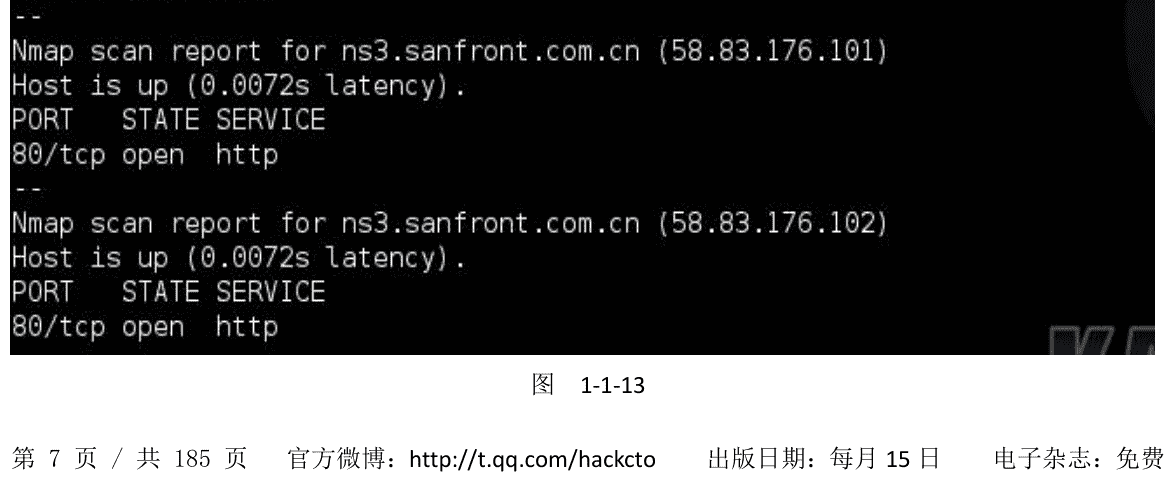 --
Nmap scan report for ns3.sanfront.com.cn (58.83.176.101)
Host is up (0.0072s latency).
PORT   STATE SERVICE
80/tcp open  http
--
Nmap scan report for ns3.sanfront.com.cn (58.83.176.102)
Host is up (0.0072s latency).
PORT   STATE SERVICE
80/tcp open  http
图 1-1-13
第 7 页 / 共 185 页 官方微博：http://t.qq.com/hackcto 出版日期：每月 15 日 电子杂志：免费